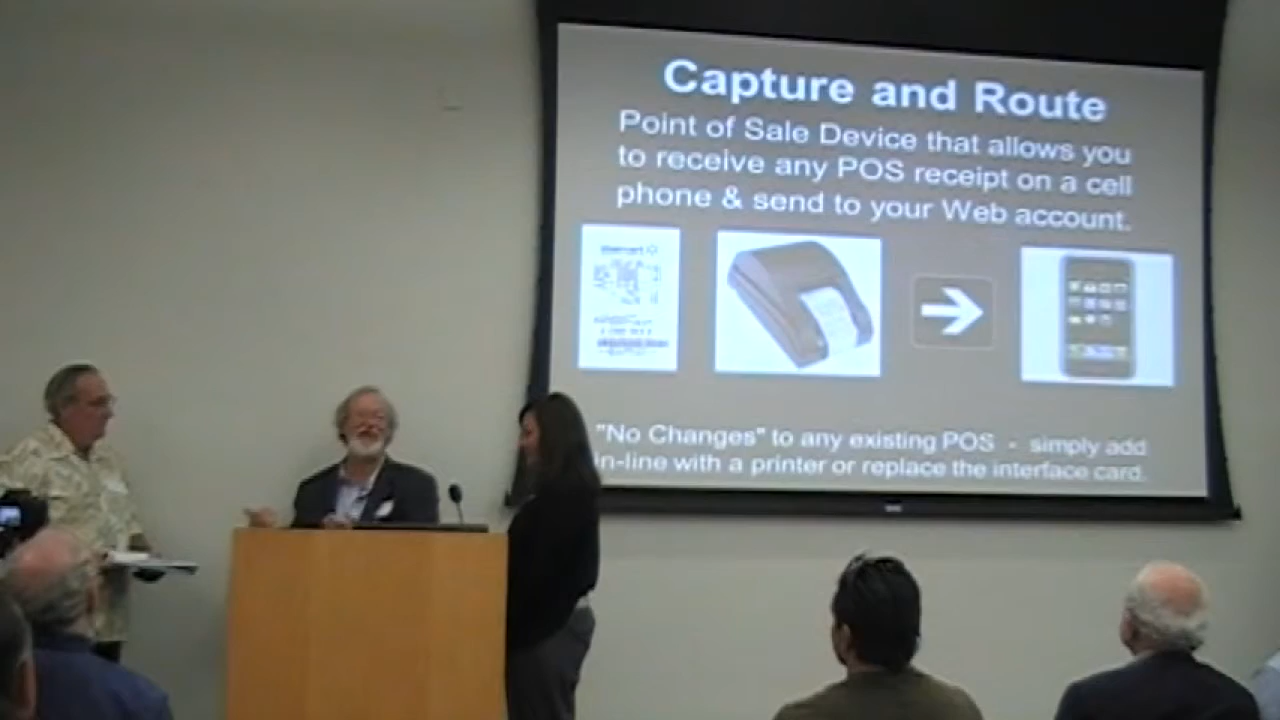 Capture and Route
Point of Sale Device that allows you
to receive any POS receipt on a cell
phone & send to your Web account.
"No Changes" to any existing POS - simply add
in-line with a printer or replace the interface card.